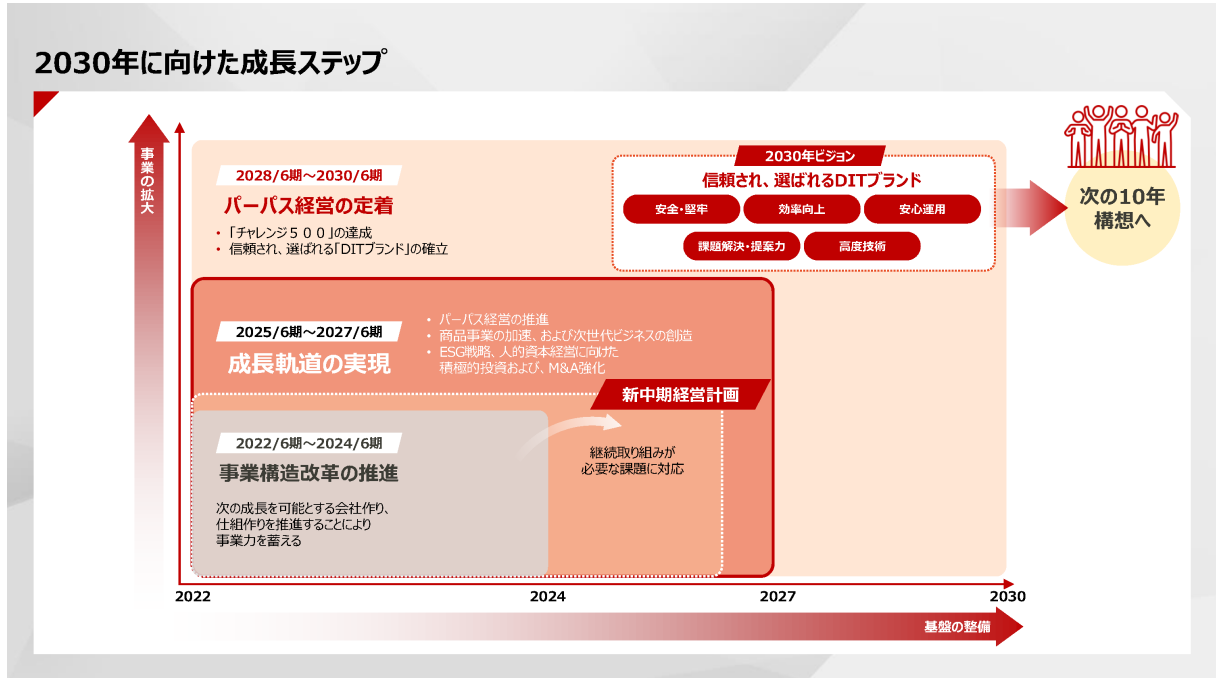 2030年に向けた成長ステップ
事業の拡大
2028/6期～2030/6期
パーパス経営の定着
• 「チャレンジ５００」の達成
• 信頼され、選ばれる「DITブランド」の確立
2030年ビジョン
信頼され、選ばれるDITブランド
安全・堅牢
効率向上
安心運用
課題解決・提案力
高度技術
次の10年
構想へ
2025/6期～2027/6期
成長軌道の実現
• パーパス経営の推進
• 商品事業の加速、および次世代ビジネスの創造
• ESG戦略、人的資本経営に向けた
積極的投資および、M&A強化
新中期経営計画
2022/6期～2024/6期
事業構造改革の推進
次の成長を可能とする会社作り、
仕組作りを推進することにより
事業力を蓄える
継続取り組みが
必要な課題に対応
2022
2024
2027
2030
基盤の整備